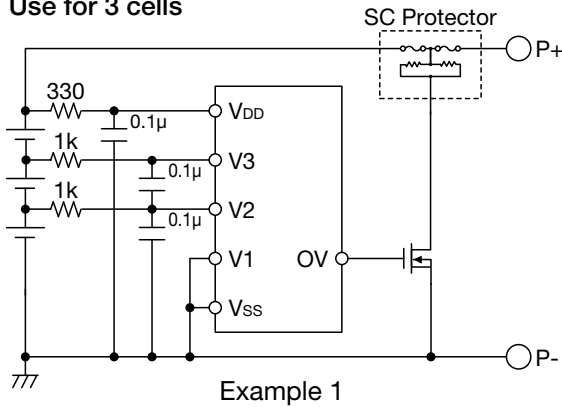 Use for 3 cells
SC Protector
P+
330
VDD
0.1μ
1k
V3
0.1μ
1k
V2
0.1μ
V1
OV
Vss
P-
Example 1